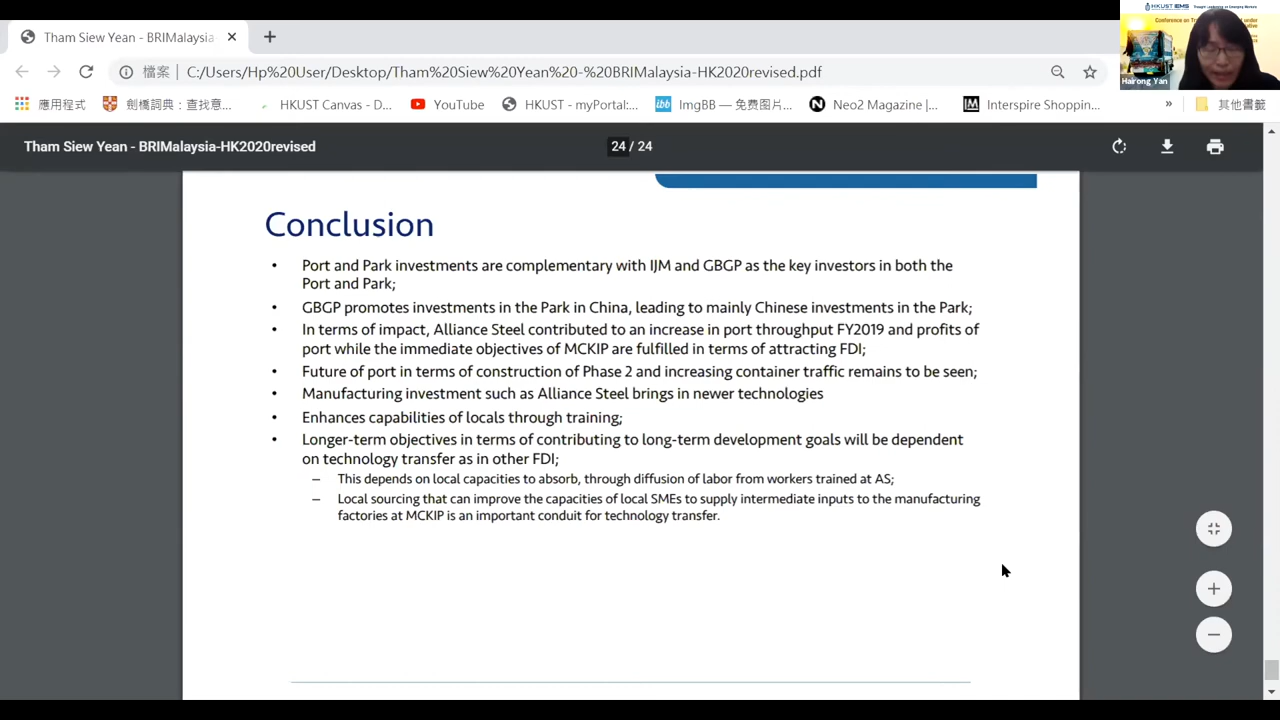 Tham Siew Yean - BRIMalaysia
檔案
C:/Users/Hp%20User/Desktop/Tham%20Siew%20Yean%20-%20BRIMalaysia-HK2020revised.pdf
應用程式
劍橋詞典：查找意...
HKUST Canvas - D...
YouTube
HKUST - myPortal:...
ImgBB — 免费图片...
Neo2 Magazine |...
Interspire Shoppin...
»
其他書籤
HKUST IEMS
Thought Leadership on Emerging Markets
Hairong Yan
Tham Siew Yean - BRIMalaysia-HK2020revised
24 / 24
Conclusion
• Port and Park investments are complementary with IJM and GBGP as the key investors in both the
Port and Park;
• GBGP promotes investments in the Park in China, leading to mainly Chinese investments in the Park;
• In terms of impact, Alliance Steel contributed to an increase in port throughput FY2019 and profits of
port while the immediate objectives of MCKIP are fulfilled in terms of attracting FDI;
• Future of port in terms of construction of Phase 2 and increasing container traffic remains to be seen;
• Manufacturing investment such as Alliance Steel brings in newer technologies
• Enhances capabilities of locals through training;
• Longer-term objectives in terms of contributing to long-term development goals will be dependent
on technology transfer as in other FDI;
– This depends on local capacities to absorb, through diffusion of labor from workers trained at AS;
– Local sourcing that can improve the capacities of local SMEs to supply intermediate inputs to the manufacturing
factories at MCKIP is an important conduit for technology transfer.